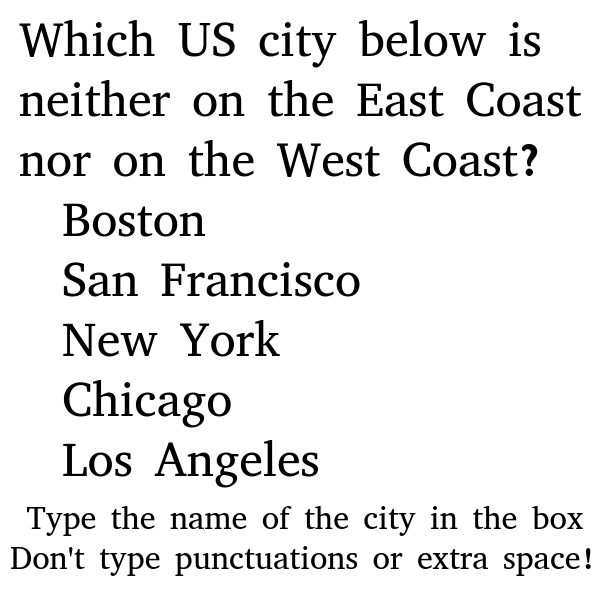 Which US city below is
neither on the East Coast
nor on the West Coast?
Boston
San Francisco
New York
Chicago
Los Angeles
Type the name of the city in the box
Don't type punctuations or extra space!